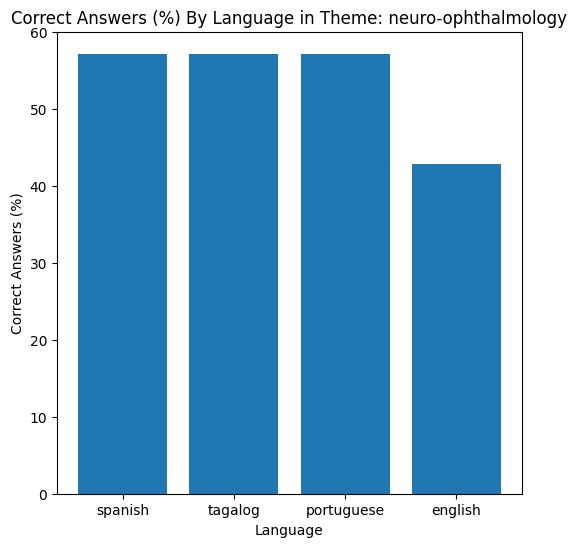 Correct Answers (%) By Language in Theme: neuro-ophthalmology
Correct Answers (%)
60
50
40
30
20
10
0
spanish tagalog portuguese english
Language